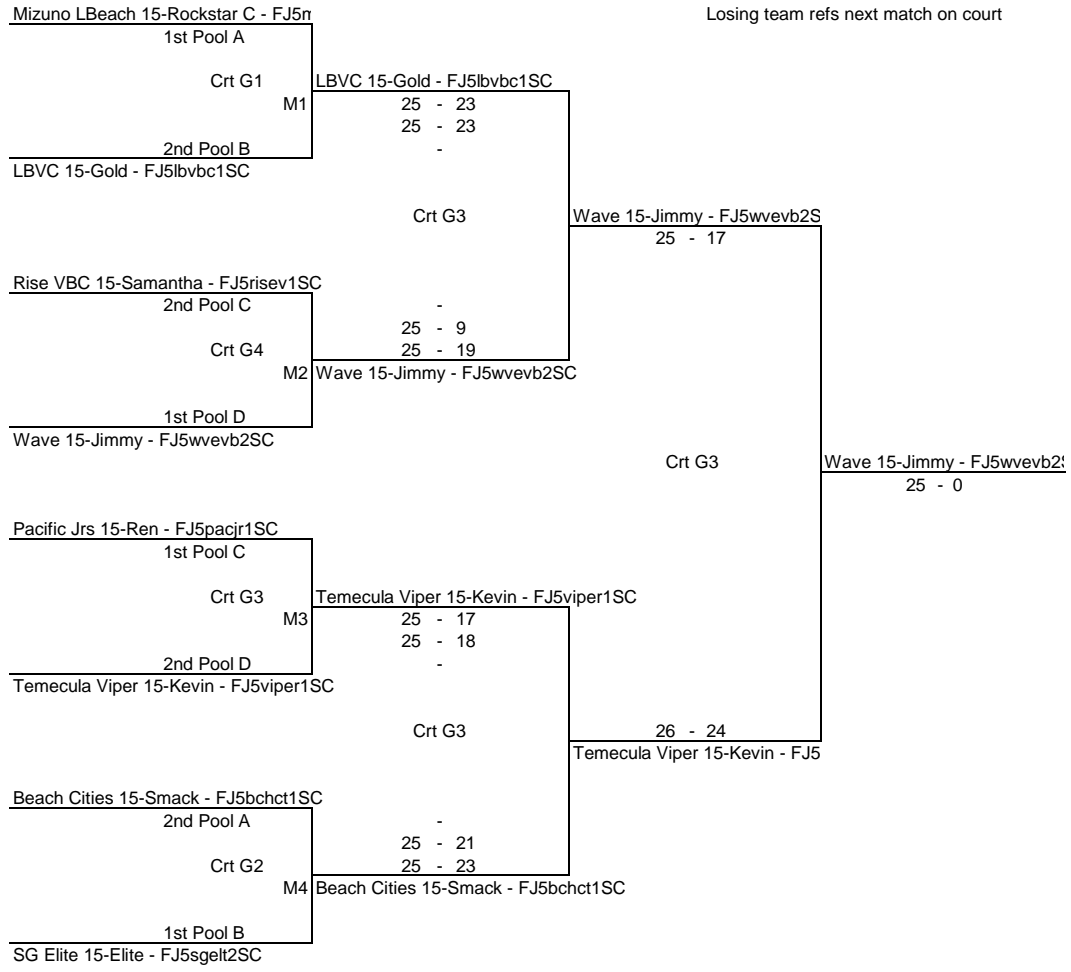 Mizuno LBeach 15-Rockstar C - FJ5m
Losing team refs next match on court
1st Pool A
Crt G1
LBVC 15-Gold - FJ5lbvbc1SC
M1
25 - 23
25 - 23
2nd Pool B
-
LBVC 15-Gold - FJ5lbvbc1SC
Crt G3
Wave 15-Jimmy - FJ5wvevb2S
25 - 17
Rise VBC 15-Samantha - FJ5risev1SC
2nd Pool C
-
25 - 9
Crt G4
25 - 19
M2
Wave 15-Jimmy - FJ5wvevb2SC
1st Pool D
Wave 15-Jimmy - FJ5wvevb2SC
Crt G3
Wave 15-Jimmy - FJ5wvevb2
25 - 0
Pacific Jrs 15-Ren - FJ5pacjr1SC
1st Pool C
Crt G3
Temecula Viper 15-Kevin - FJ5viper1SC
M3
25 - 17
25 - 18
2nd Pool D
-
Temecula Viper 15-Kevin - FJ5viper1SC
Crt G3
26 - 24
Temecula Viper 15-Kevin - FJ5
Beach Cities 15-Smack - FJ5bchct1SC
2nd Pool A
-
25 - 21
Crt G2
25 - 23
M4
Beach Cities 15-Smack - FJ5bchct1SC
1st Pool B
SG Elite 15-Elite - FJ5sgelt2SC